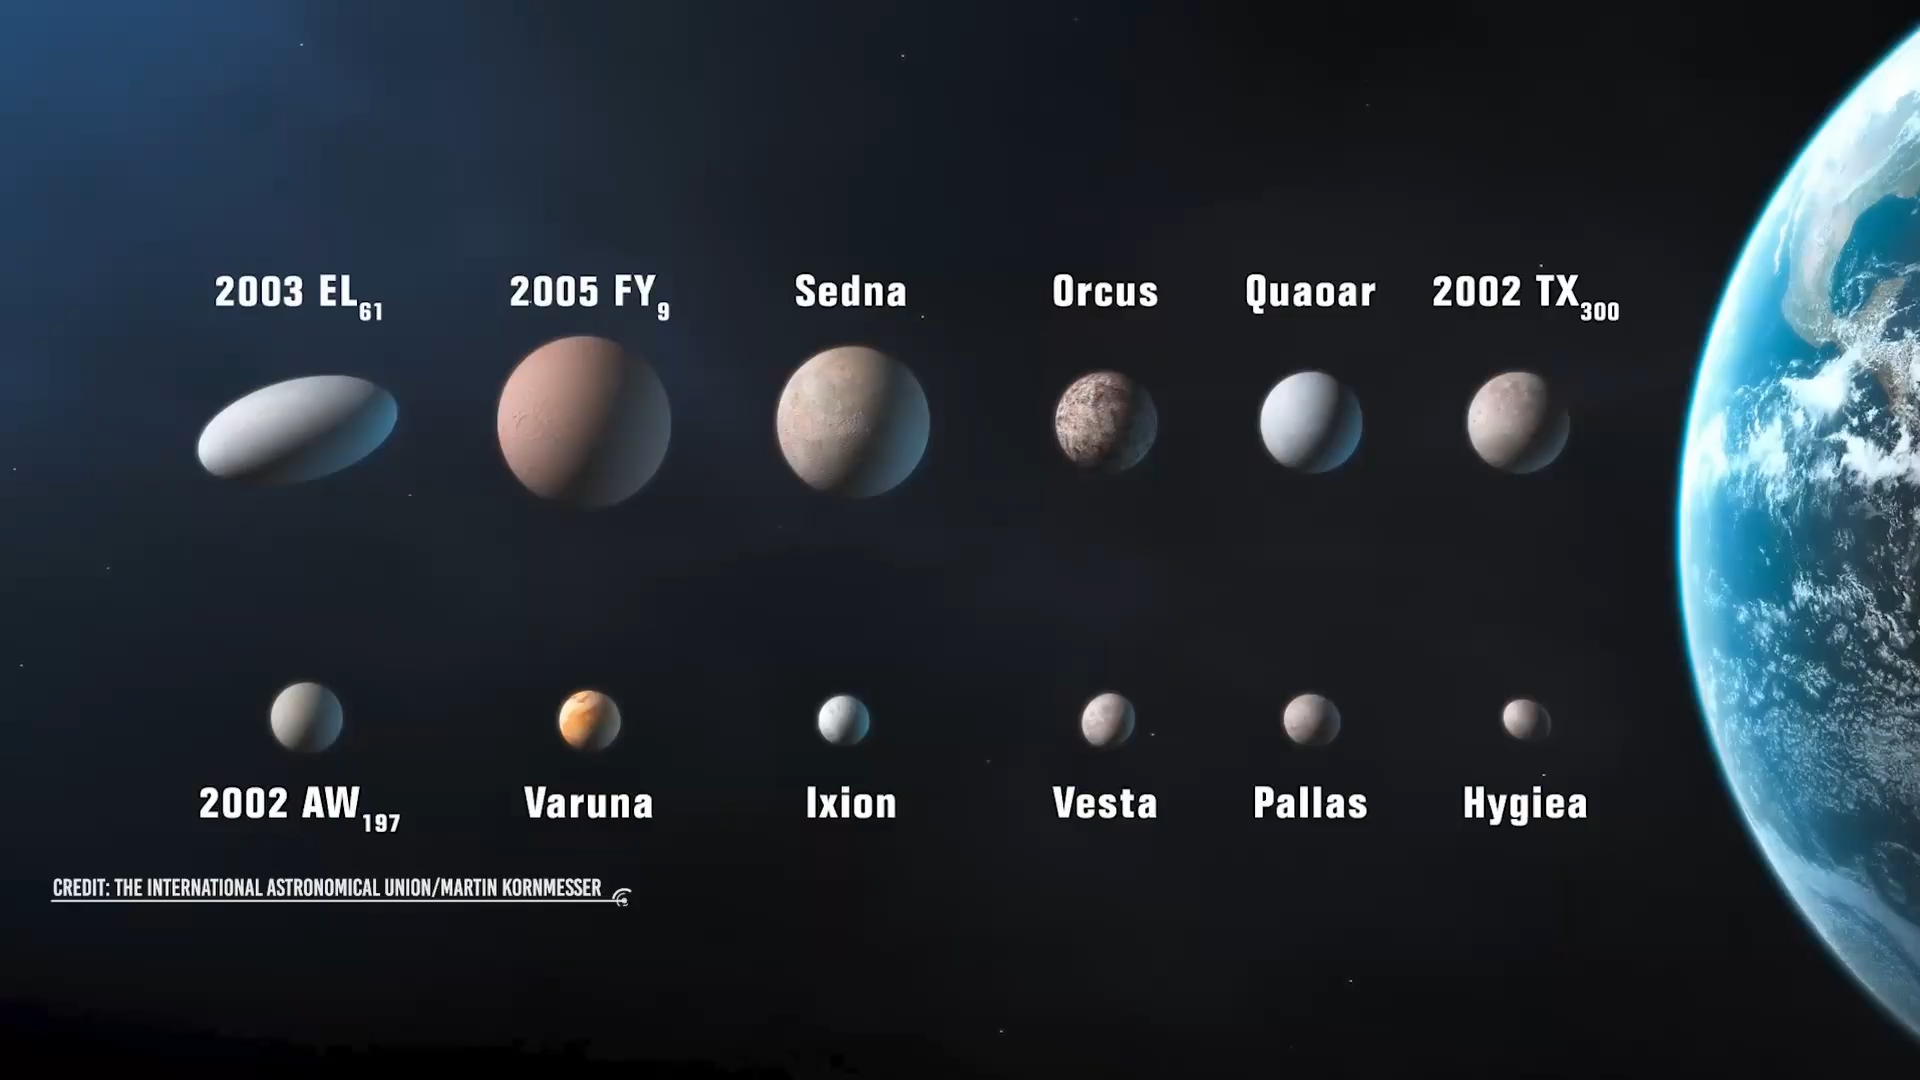 2003 EL61
2005 FY9
Sedna
Orcus
Quaoar
2002 TX300
2002 AW197
Varuna
Ixion
Vesta
Pallas
Hygiea
CREDIT: THE INTERNATIONAL ASTRONOMICAL UNION/MARTIN KORNMESSER